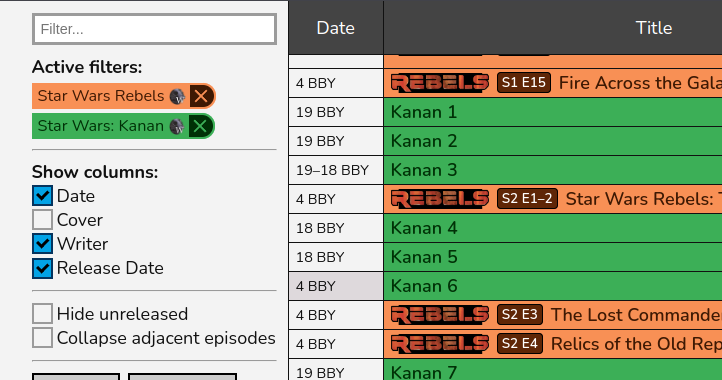 Filter...
Active filters:
Star Wars Rebels
Star Wars: Kanan
Show columns:
Date
Cover
Writer
Release Date
Hide unreleased
Collapse adjacent episodes
Date Title
4 BBY REBELS S1 E15 Fire Across the Gala
19 BBY Kanan 1
19 BBY Kanan 2
19–18 BBY Kanan 3
4 BBY REBELS S2 E1–2 Star Wars Rebels:
18 BBY Kanan 4
18 BBY Kanan 5
4 BBY Kanan 6
4 BBY REBELS S2 E3 The Lost Commande
4 BBY REBELS S2 E4 Relics of the Old Rep
19 BBY Kanan 7